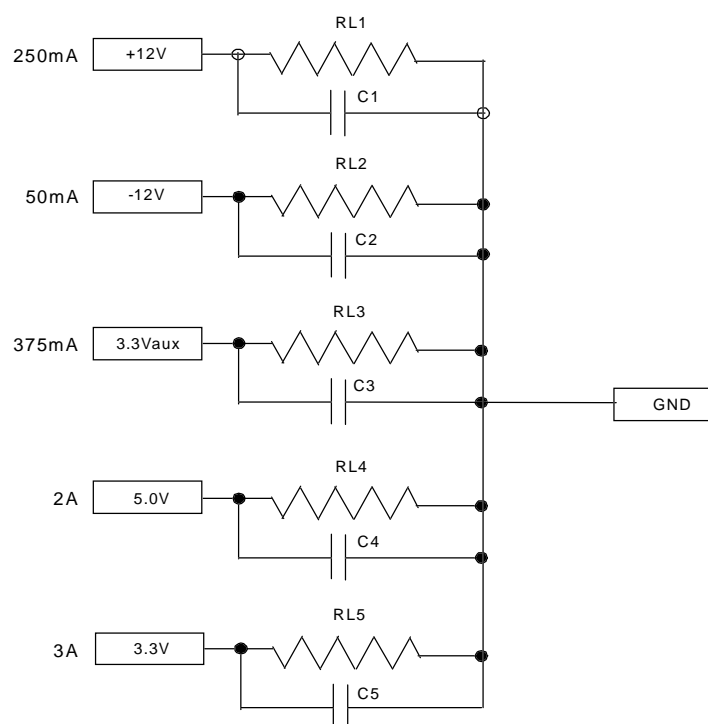 RL1
250mA +12V
C1
RL2
50mA -12V
C2
RL3
375mA 3.3Vaux
C3
GND
RL4
2A 5.0V
C4
RL5
3A 3.3V
C5